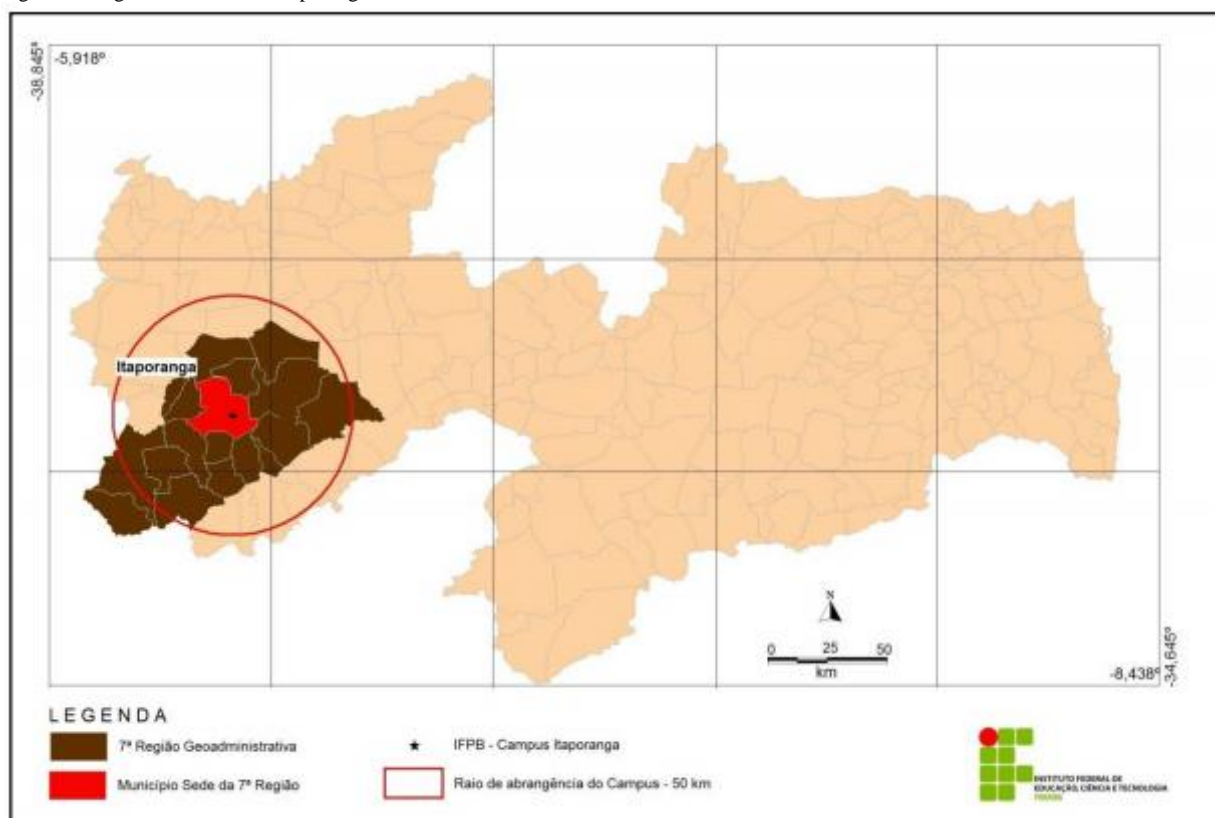 -38,845º
-5,918º
Itaporanga
N
0 25 50
km
-8,438º
-34,645º
LEGENDA
7ª Região Geoadministrativa
Município Sede da 7ª Região
IFPB - Campus Itaporanga
Raio de abrangência do Campus - 50 km
INSTITUTO FEDERAL DE
EDUCAÇÃO, CIÊNCIA E TECNOLOGIA
PARAÍBA